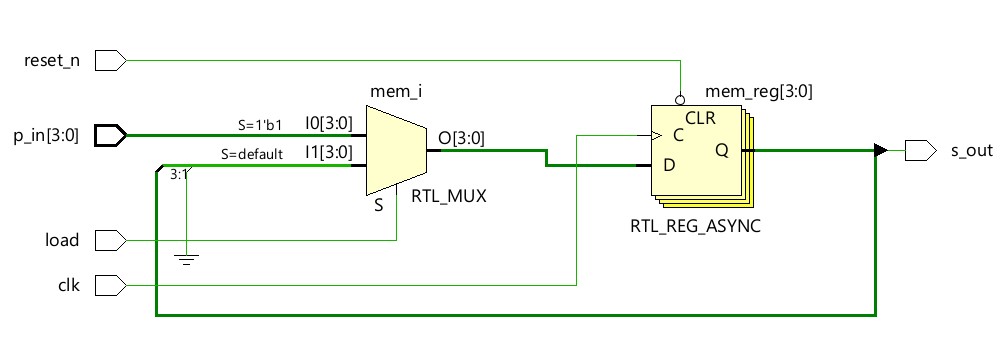 reset_n
mem_i
mem_reg[3:0]
CLR
p_in[3:0]
S=1'b1
I0[3:0]
O[3:0]
C
S=default
I1[3:0]
D
Q
s_out
3:1
S
RTL_MUX
RTL_REG_ASYNC
load
clk